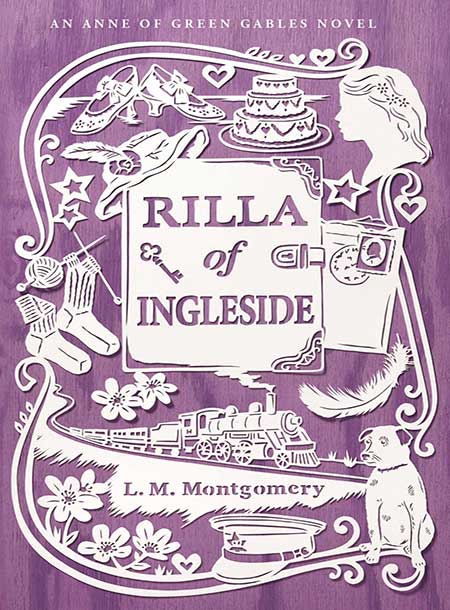 AN ANNE OF GREEN GABLES NOVEL
RILLA
of
INGLESIDE
L. M. Montgomery